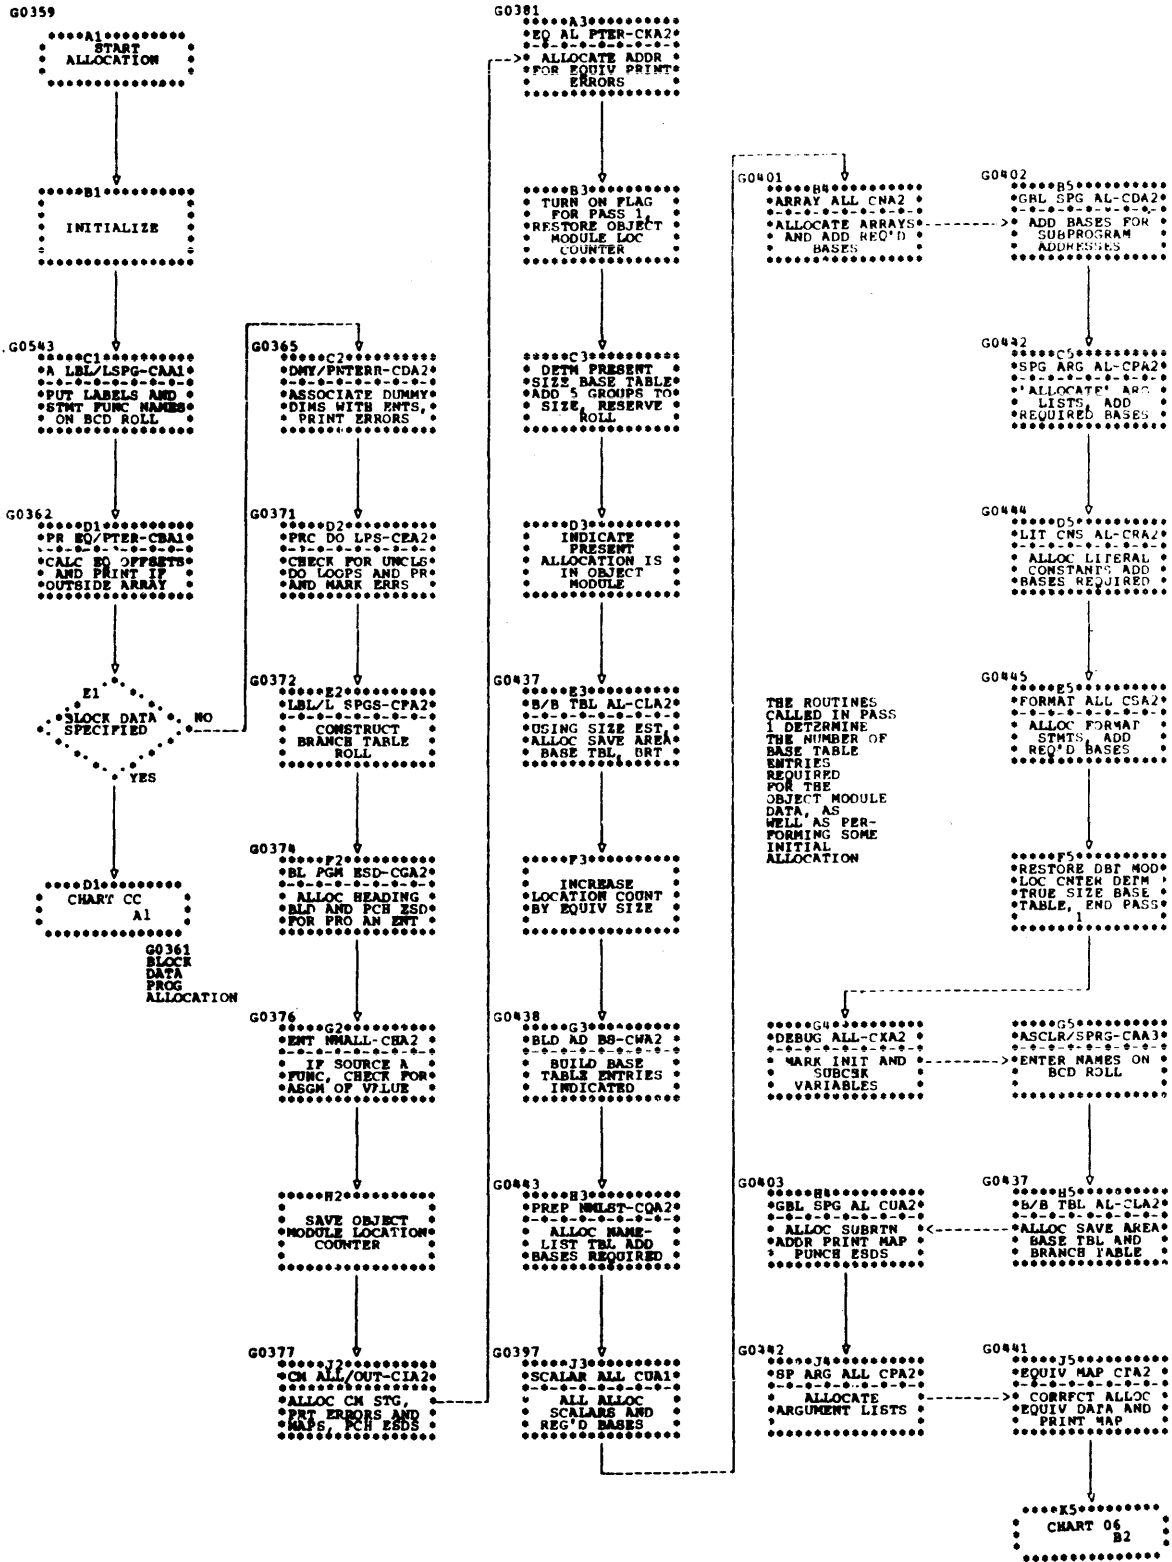 G0359
A1
START
ALLOCATION
B1
INITIALIZE
G0543
C1
A LBL/LSPG-CAA1
PUT LABELS AND
STMT FUNC NAMES
ON BCD ROLL
G0362
D1
PR EQ/PTER-CBA1
CALC EQ OFFSETS
AND PRINT IF
OUTSIDE ARRAY
E1
BLOCK DATA
SPECIFIED
NO
YES
D1
CHART CC
A1
G0361
BLOCK
DATA
PROG
ALLOCATION
G0365
C2
DMY/PNTERR-CDA2
ASSOCIATE DUMMY
DIMS WITH ENTS,
PRINT ERRORS
G0371
D2
PRC DO LPS-CEA2
CHECK FOR UNCLS
DO LOOPS AND PR
AND MARK ERRS
G0372
E2
LBL/L SPGS-CFA2
CONSTRUCT
BRANCH TABLE
ROLL
G0374
F2
BL PGM ESD-CGA2
ALLOC HEADING
BLD AND PCH ESD
FOR PRO AN ENT
G0376
G2
ENT NMALL-CHA2
IF SOURCE A
FUNC, CHECK FOR
ASGM OF VALUE
H2
SAVE OBJECT
MODULE LOCATION
COUNTER
G0377
J2
CM ALL/OUT-CIA2
ALLOC CM STG,
PRT ERRORS AND
MAPS, PCH ESDS
G0381
A3
EQ AL PTER-CKA2
ALLOCATE ADDR
FOR EQUIV PRINT
ERRORS
B3
TURN ON FLAG
FOR PASS 1,
RESTORE OBJECT
MODULE LOC
COUNTER
C3
DETM PRESENT
SIZE BASE TABLE
ADD 5 GROUPS TO
SIZE, RESERVE
ROLL
D3
INDICATE
PRESENT
ALLOCATION IS
IN OBJECT
MODULE
G0437
E3
B/B TBL AL-CLA2
USING SIZE EST,
ALLOC SAVE AREA
BASE TBL, BRT
F3
INCREASE
LOCATION COUNT
BY EQUIV SIZE
G0438
G3
BLD AD BS-CWA2
BUILD BASE
TABLE ENTRIES
INDICATED
G0443
H3
PREP NMLST-CQA2
ALLOC NAME-
LIST TBL ADD
BASES REQUIRED
G0397
J3
SCALAR ALL CUA1
ALL ALLOC
SCALARS AND
REG'D BASES
G0401
B4
ARRAY ALL CNA2
ALLOCATE ARRAYS
AND ADD REQ'D
BASES
THE ROUTINES
CALLED IN PASS
1 DETERMINE
THE NUMBER OF
BASE TABLE
ENTRIES
REQUIRED
FOR THE
OBJECT MODULE
DATA, AS
WELL AS PER-
FORMING SOME
INITIAL
ALLOCATION
G4
DEBUG ALL-CXA2
MARK INIT AND
SUBCHK
VARIABLES
G0403
H4
GBL SPG AL CUA2
ALLOC SUBRTN
ADDR PRINT MAP
PUNCH ESDS
G0442
J4
SP ARG ALL CPA2
ALLOCATE
ARGUMENT LISTS
G0402
B5
GBL SPG AL-CDA2
ADD BASES FOR
SUBPROGRAM
ADDRESSES
G0442
C5
SPG ARG AL-CPA2
ALLOCATE' ARG
LISTS, ADD
REQUIRED BASES
G0444
D5
LIT CNS AL-CRA2
ALLOC LITERAL
CONSTANTS ADD
BASES REQUIRED
G0445
E5
FORMAT ALL CSA2
ALLOC FORMAT
STMTS, ADD
REQ'D BASES
F5
RESTORE OBT MOD
LOC CNTER DETM
TRUE SIZE BASE
TABLE, END PASS
1
G5
ASCLR/SPRG-CAA3
ENTER NAMES ON
BCD ROLL
G0437
H5
B/B TBL AL-CLA2
ALLOC SAVE AREA
BASE TBL AND
BRANCH TABLE
G0441
J5
EQUIV MAP CTA2
CORRECT ALLOC
EQUIV DATA AND
PRINT MAP
K5
CHART 06
B2